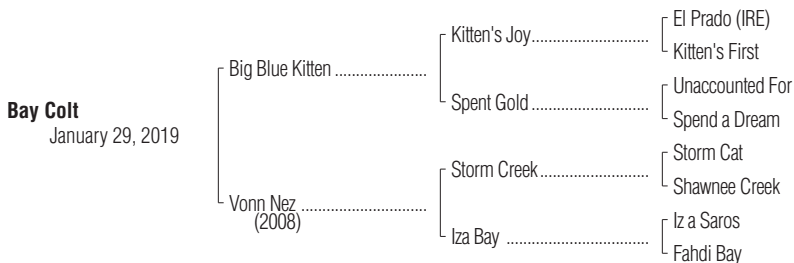 El Prado (IRE)
Kitten's Joy
Kitten's First
Big Blue Kitten
Unaccounted For
Spent Gold
Spend a Dream
Bay Colt
January 29, 2019
Storm Cat
Storm Creek
Shawnee Creek
Vonn Nez
(2008)
Iz a Saros
Iza Bay
Fahdi Bay